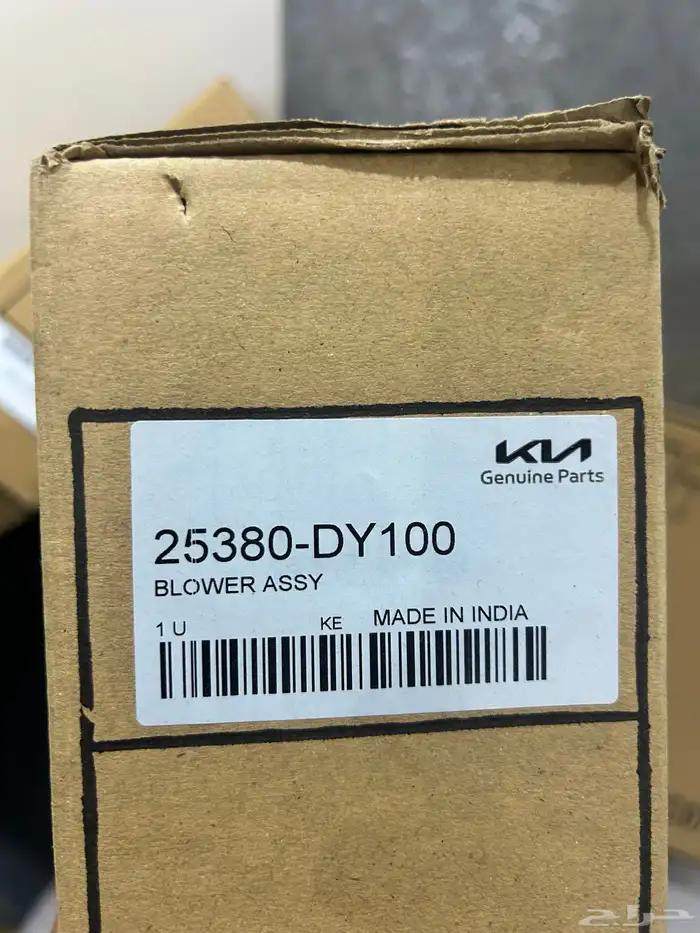 KIA
Genuine Parts
25380-DY100
BLOWER ASSY
1 U KE MADE IN INDIA
حراج